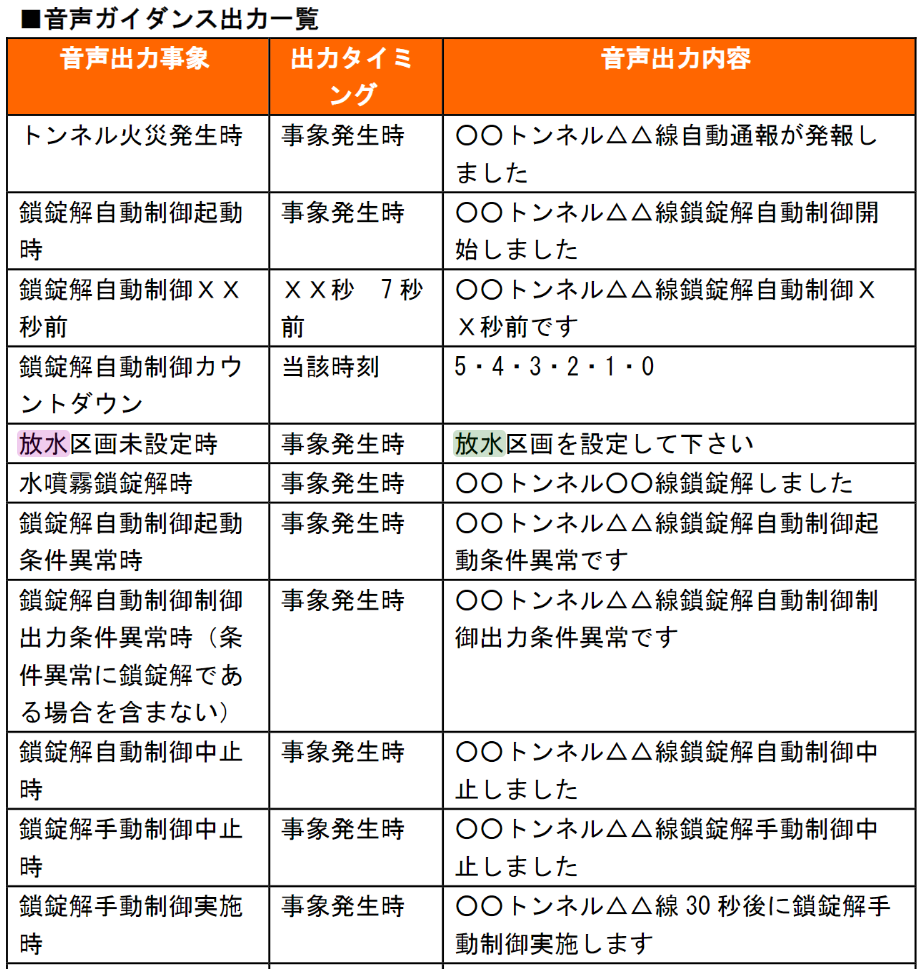 ■音声ガイダンス出力一覧
音声出力事象
出力タイミ
ング
音声出力内容
トンネル火災発生時
事象発生時
〇〇トンネル△△線自動通報が発報し
ました
鎖錠解自動制御起動
時
事象発生時
〇〇トンネル△△線鎖錠解自動制御開
始しました
鎖錠解自動制御ＸＸ
秒前
ＸＸ秒　7秒
前
〇〇トンネル△△線鎖錠解自動制御Ｘ
Ｘ秒前です
鎖錠解自動制御カウ
ントダウン
当該時刻
5・4・3・2・1・0
放水区画未設定時
事象発生時
放水区画を設定して下さい
水噴霧鎖錠解時
事象発生時
〇〇トンネル〇〇線鎖錠解しました
鎖錠解自動制御起動
条件異常時
事象発生時
〇〇トンネル△△線鎖錠解自動制御起
動条件異常です
鎖錠解自動制御制御
出力条件異常時（条
件異常に鎖錠解であ
る場合を含まない）
事象発生時
〇〇トンネル△△線鎖錠解自動制御制
御出力条件異常です
鎖錠解自動制御中止
時
事象発生時
〇〇トンネル△△線鎖錠解自動制御中
止しました
鎖錠解手動制御中止
時
事象発生時
〇〇トンネル△△線鎖錠解手動制御中
止しました
鎖錠解手動制御実施
時
事象発生時
〇〇トンネル△△線30秒後に鎖錠解手
動制御実施します